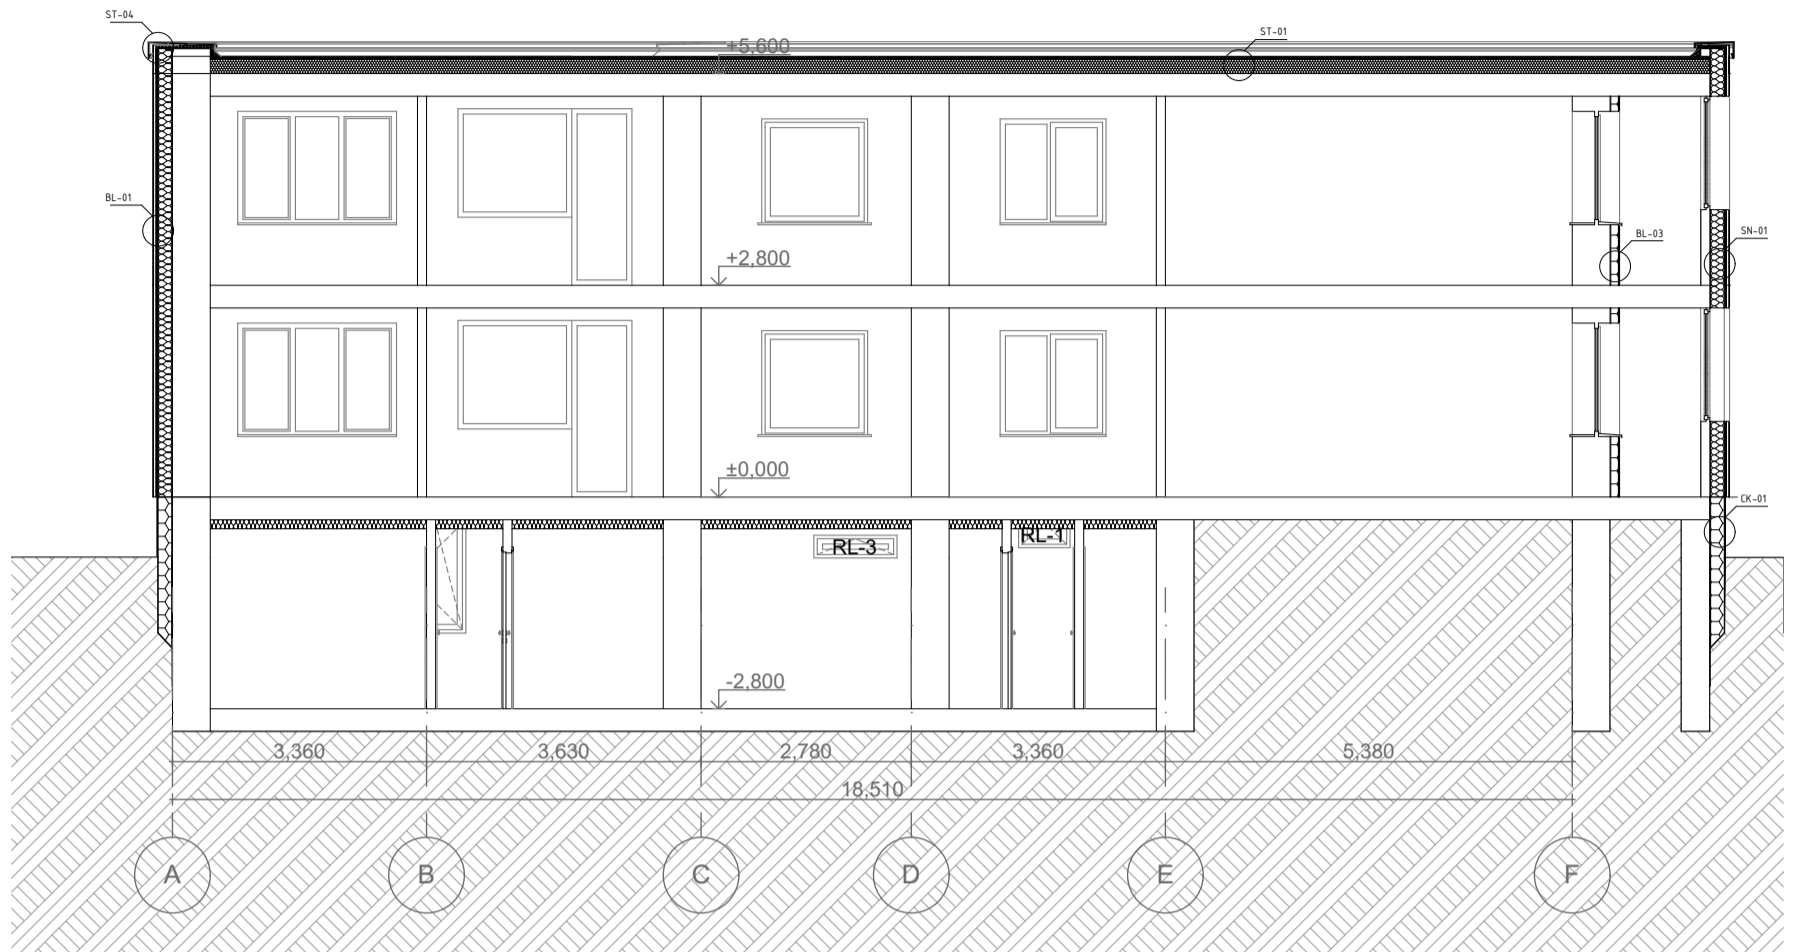 ST-04
ST-01
+5,600
BL-01
BL-03
SN-01
+2,800
±0,000
CK-01
RL-3
RL-1
-2,800
3,360 3,630 2,780 3,360 5,380
18,510
A B C D E F